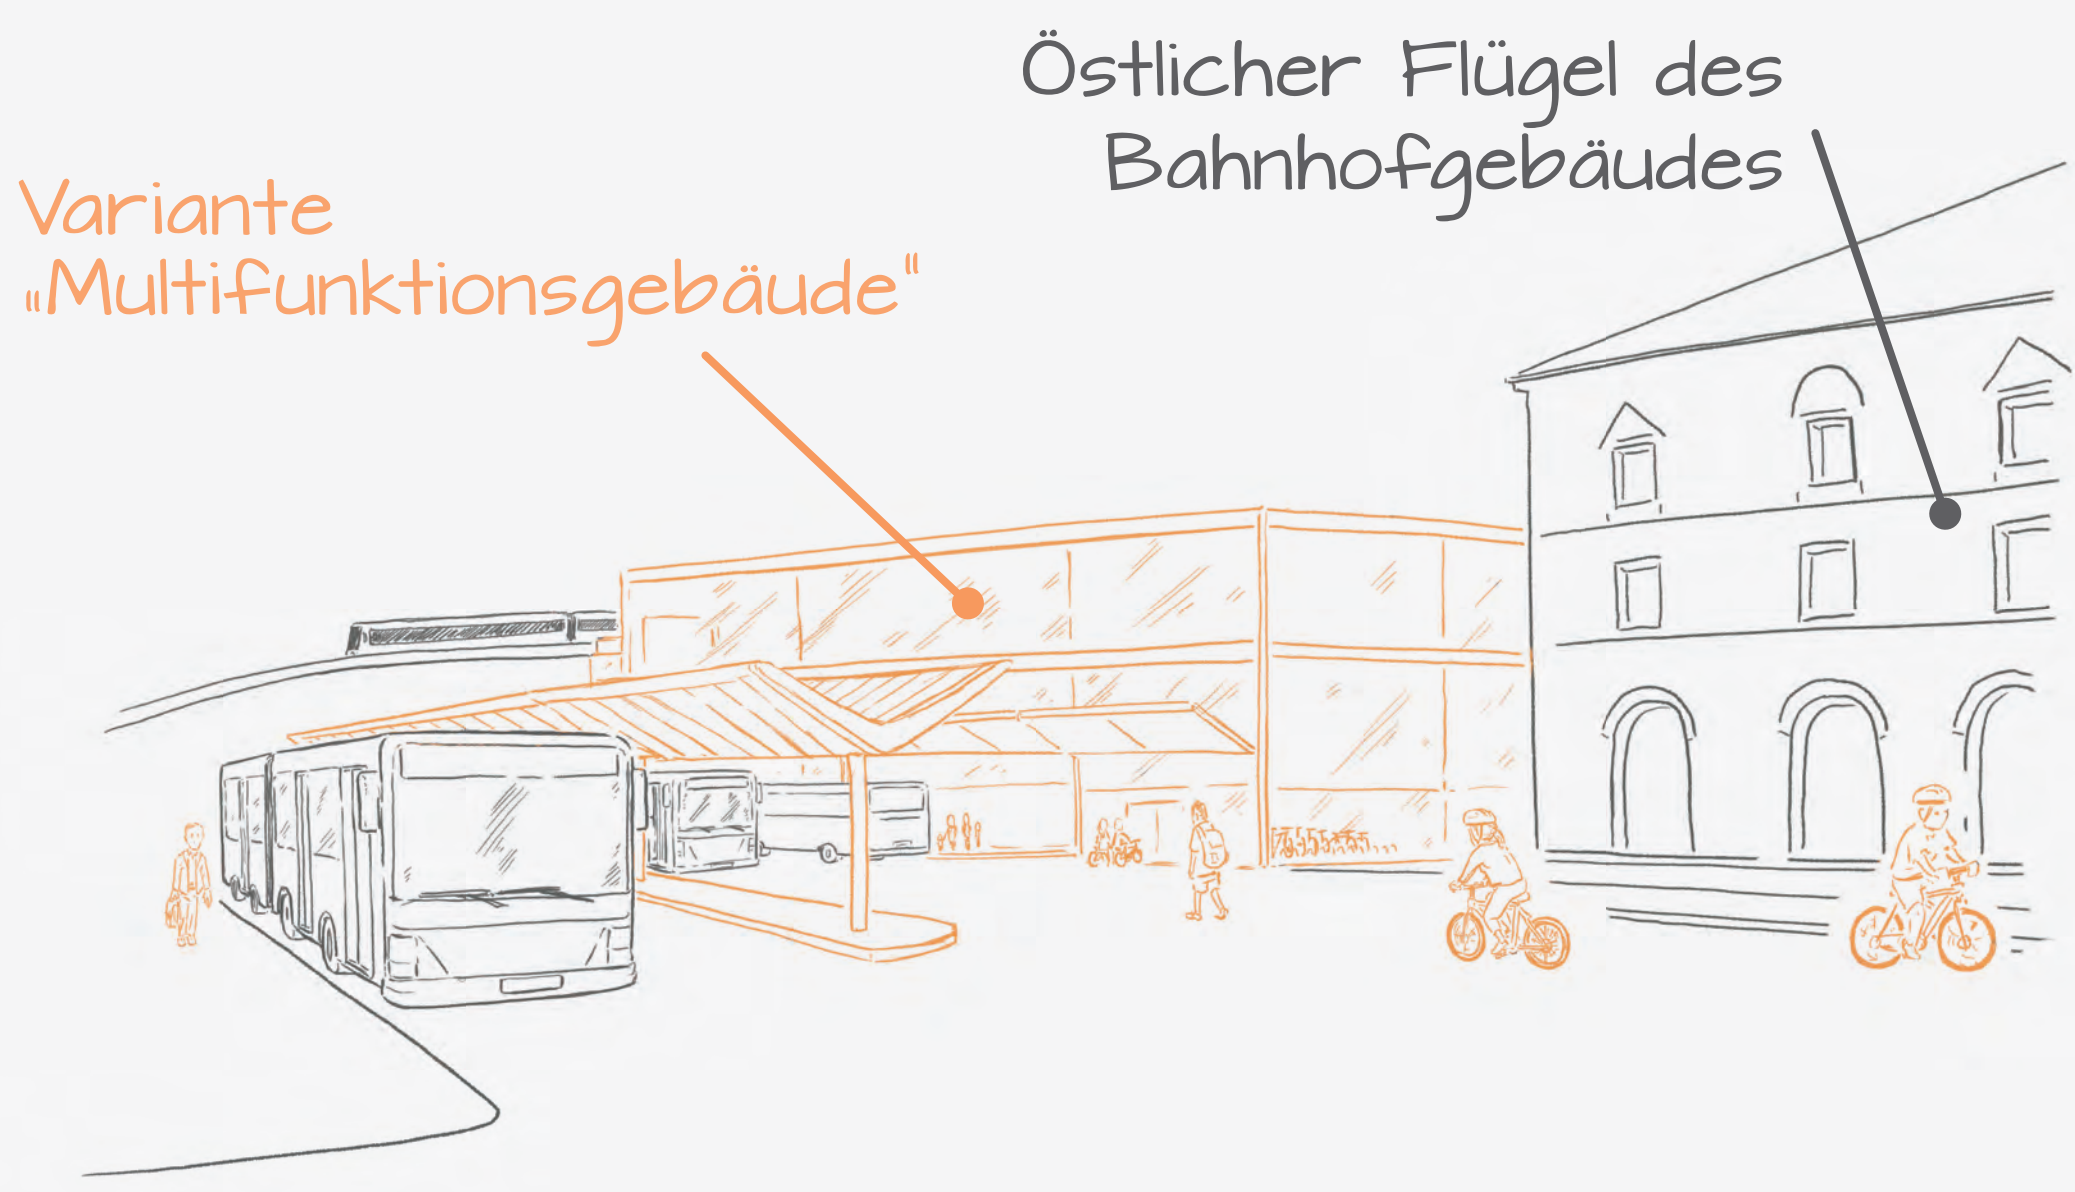 Östlicher Flügel des
Bahnhofgebäudes
Variante
„Multifunktionsgebäude“